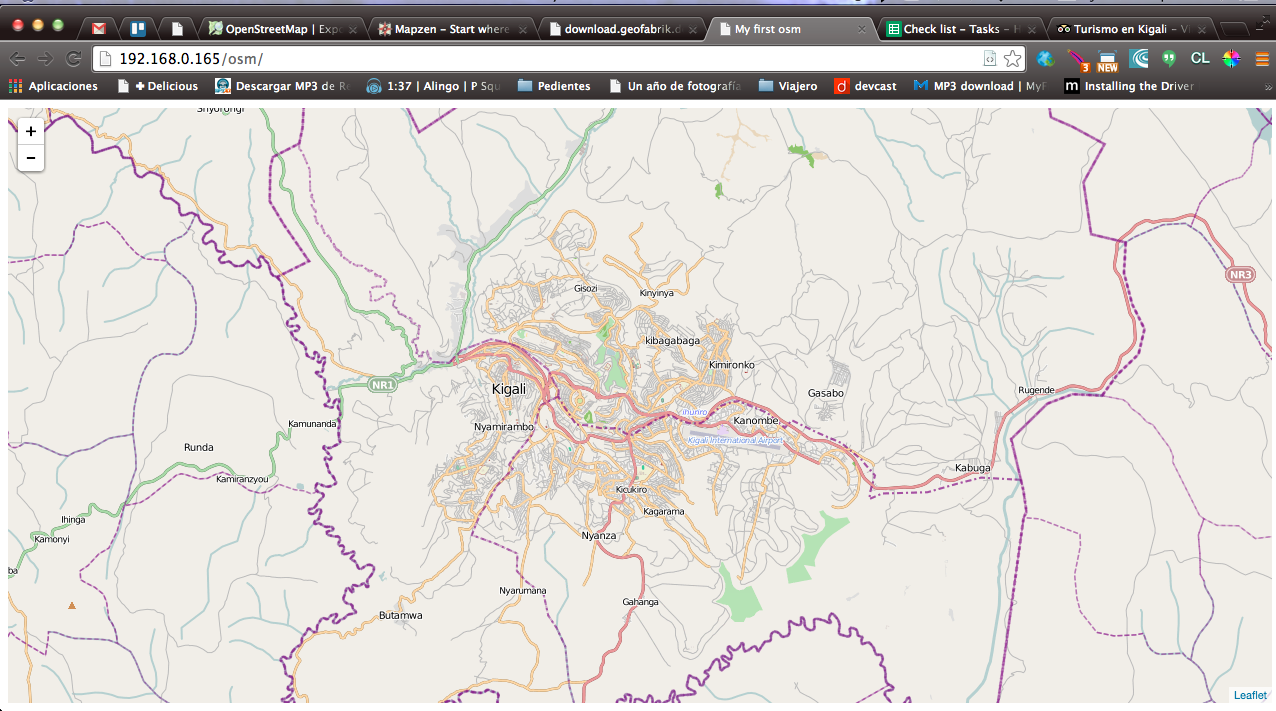 OpenStreetMap | Exp
Mapzen – Start where
download.geofabrik.d
My first osm
Check list – Tasks – H
Turismo en Kigali – Vi
192.168.0.165/osm/
3
NEW
CL
Aplicaciones
+ Delicious
Descargar MP3 de R
1:37 | Alingo | P Squ
Pedientes
Un año de fotografía
Viajero
d
devcast
MP3 download | MyF
m
Installing the Driver
»
Shyorongi
+
−
NR3
Gisozi
Kinyinya
kibagabaga
Kimironko
NR1
Kigali
Gasabo
Rugende
Kanombe
Kamunanda
Nyamirambo
Kigali International Airport
Runda
Kabuga
Kamiranzyou
Kicukiro
Kagarama
Ihinga
Kamonyi
Nyanza
ba
Nyarumana
Gahanga
Butamwa
Leaflet